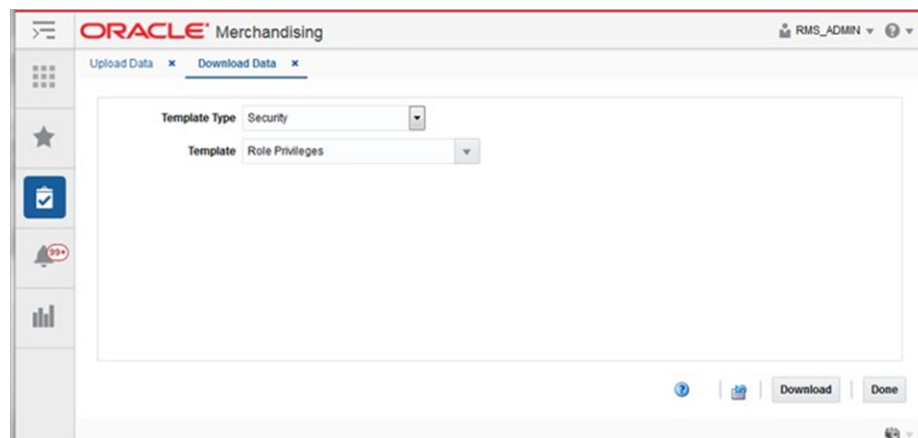 ORACLE® Merchandising
RMS_ADMIN
Upload Data × Download Data ×
Template Type Security
Template Role Privileges
99+
Download Done